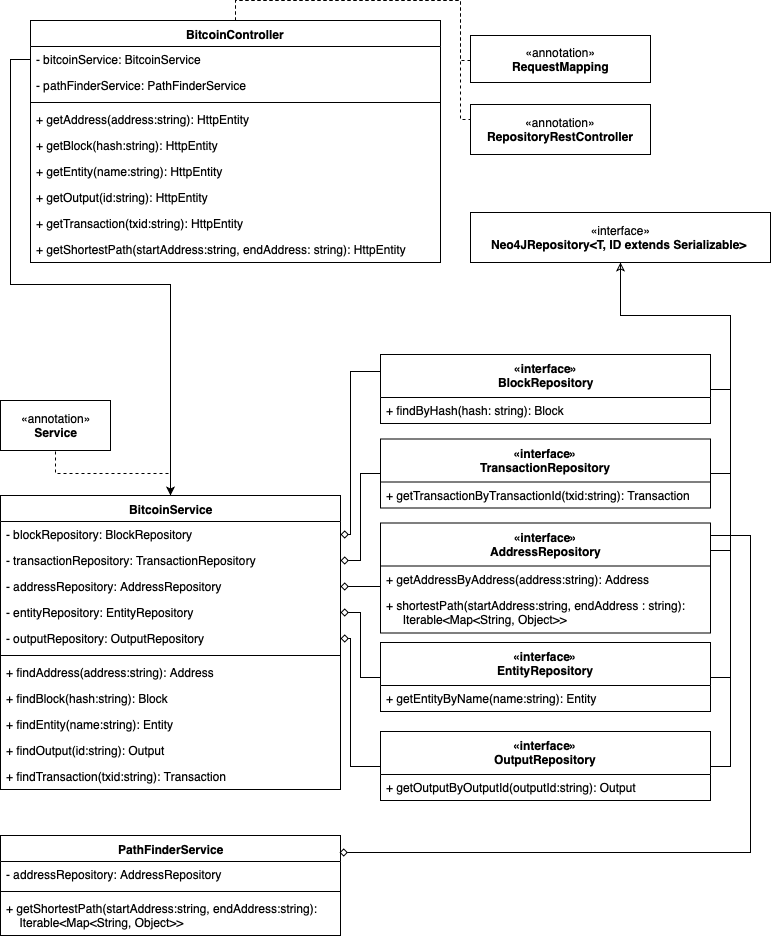 BitcoinController
- bitcoinService: BitcoinService
- pathFinderService: PathFinderService
+ getAddress(address:string): HttpEntity
+ getBlock(hash:string): HttpEntity
+ getEntity(name:string): HttpEntity
+ getOutput(id:string): HttpEntity
+ getTransaction(txid:string): HttpEntity
+ getShortestPath(startAddress:string, endAddress: string): HttpEntity
«annotation»
RequestMapping
«annotation»
RepositoryRestController
«interface»
Neo4JRepository<T, ID extends Serializable>
«annotation»
Service
BitcoinService
- blockRepository: BlockRepository
- transactionRepository: TransactionRepository
- addressRepository: AddressRepository
- entityRepository: EntityRepository
- outputRepository: OutputRepository
+ findAddress(address:string): Address
+ findBlock(hash:string): Block
+ findEntity(name:string): Entity
+ findOutput(id:string): Output
+ findTransaction(txid:string): Transaction
«interface»
BlockRepository
+ findByHash(hash: string): Block
«interface»
TransactionRepository
+ getTransactionByTransactionId(txid:string): Transaction
«interface»
AddressRepository
+ getAddressByAddress(address:string): Address
+ shortestPath(startAddress:string, endAddress : string):
Iterable<Map<String, Object>>
«interface»
EntityRepository
+ getEntityByName(name:string): Entity
«interface»
OutputRepository
+ getOutputByOutputId(outputId:string): Output
PathFinderService
- addressRepository: AddressRepository
+ getShortestPath(startAddress:string, endAddress:string):
Iterable<Map<String, Object>>